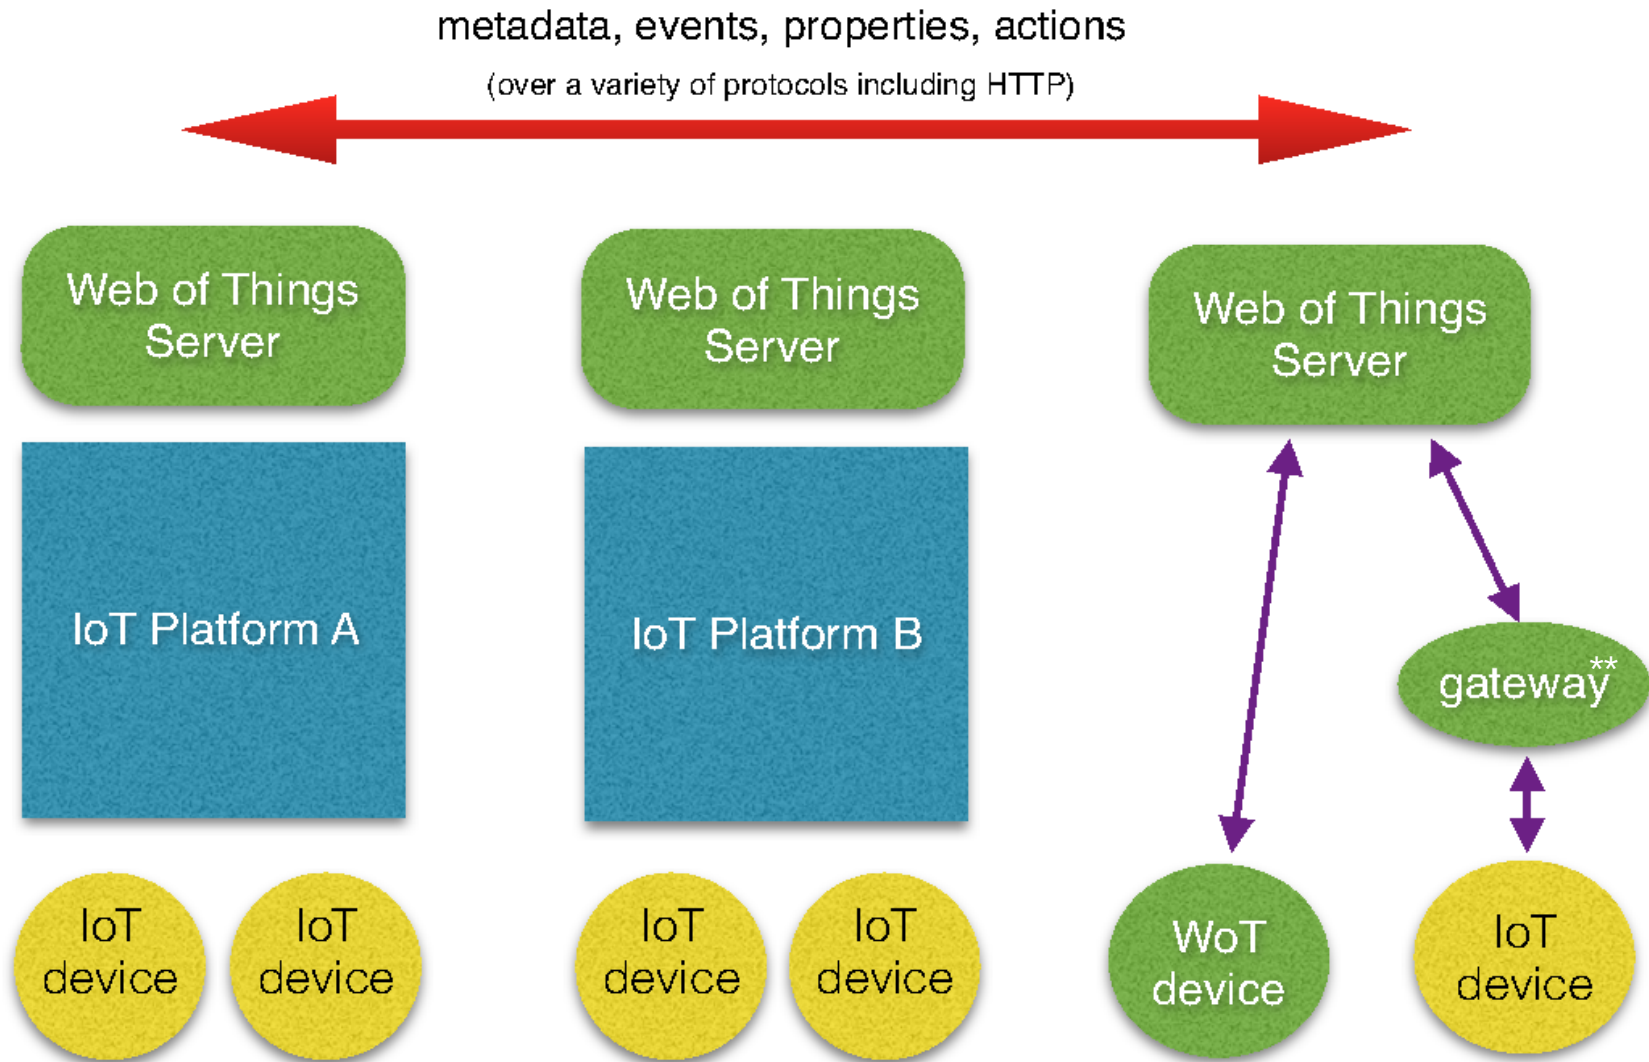 metadata, events, properties, actions
(over a variety of protocols including HTTP)
Web of Things
Server
Web of Things
Server
Web of Things
Server
IoT Platform A
IoT Platform B
gateway**
IoT
device
IoT
device
IoT
device
IoT
device
WoT
device
IoT
device